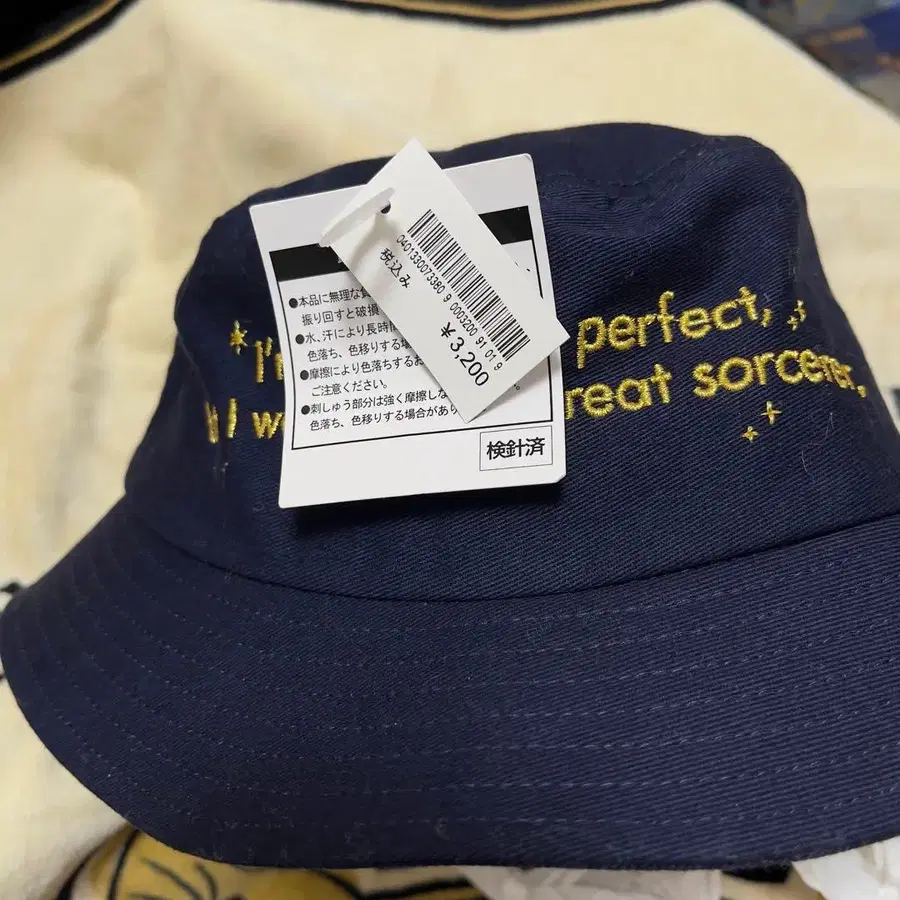 *I'm perfect,
I w reat sorcerer,
税込み
0401330073380 9 0003200 91 01 9
¥3,200
●本品に無理な
振り回すと破損
●水、汗により長時
色落ち、色移りする場
●摩擦により色落ちするお
ご注意ください。
●刺しゅう部分は強く摩擦しな
色落ち、色移りする場合があり
検針済